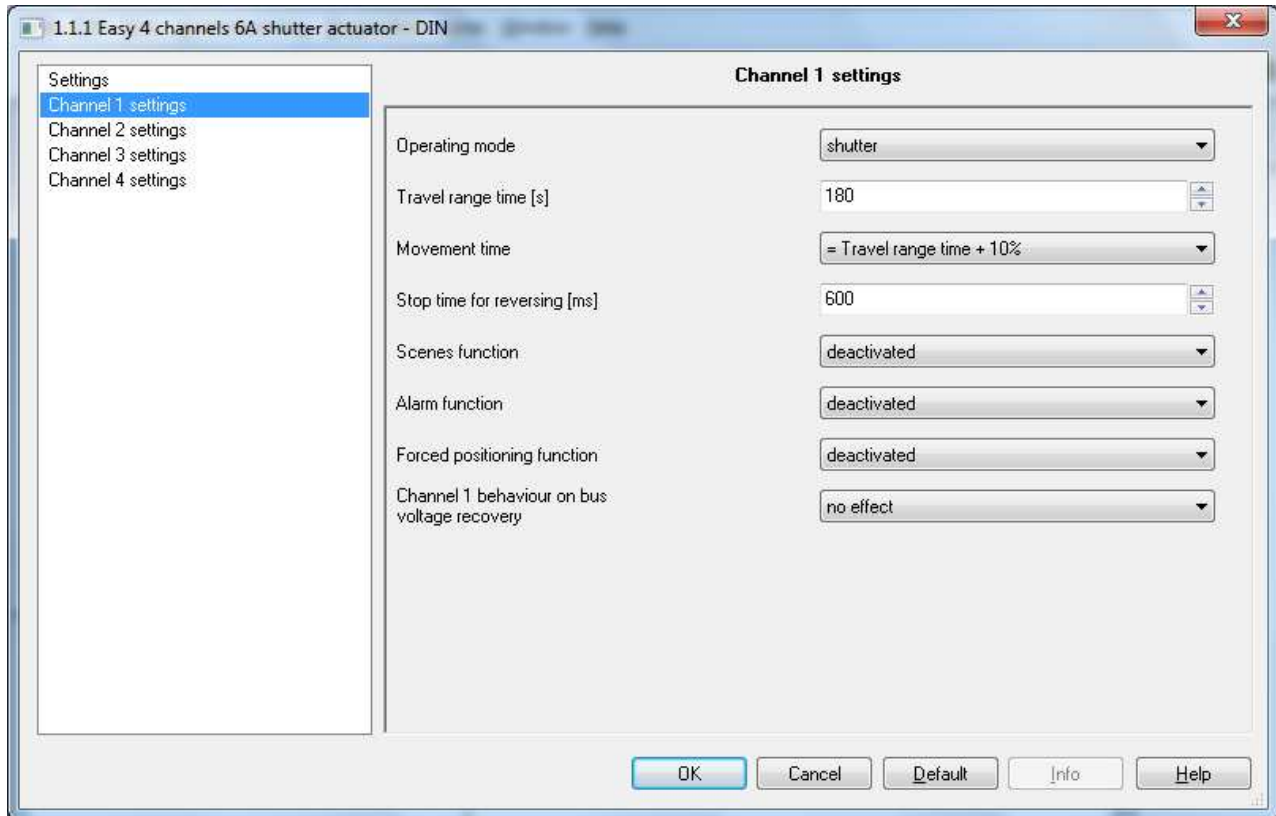 1.1.1 Easy 4 channels 6A shutter actuator - DIN
Settings
Channel 1 settings
Channel 2 settings
Channel 3 settings
Channel 4 settings
Channel 1 settings
Operating mode
shutter
Travel range time [s]
180
Movement time
= Travel range time + 10%
Stop time for reversing [ms]
600
Scenes function
deactivated
Alarm function
deactivated
Forced positioning function
deactivated
Channel 1 behaviour on bus
voltage recovery
no effect
OK
Cancel
Default
Info
Help